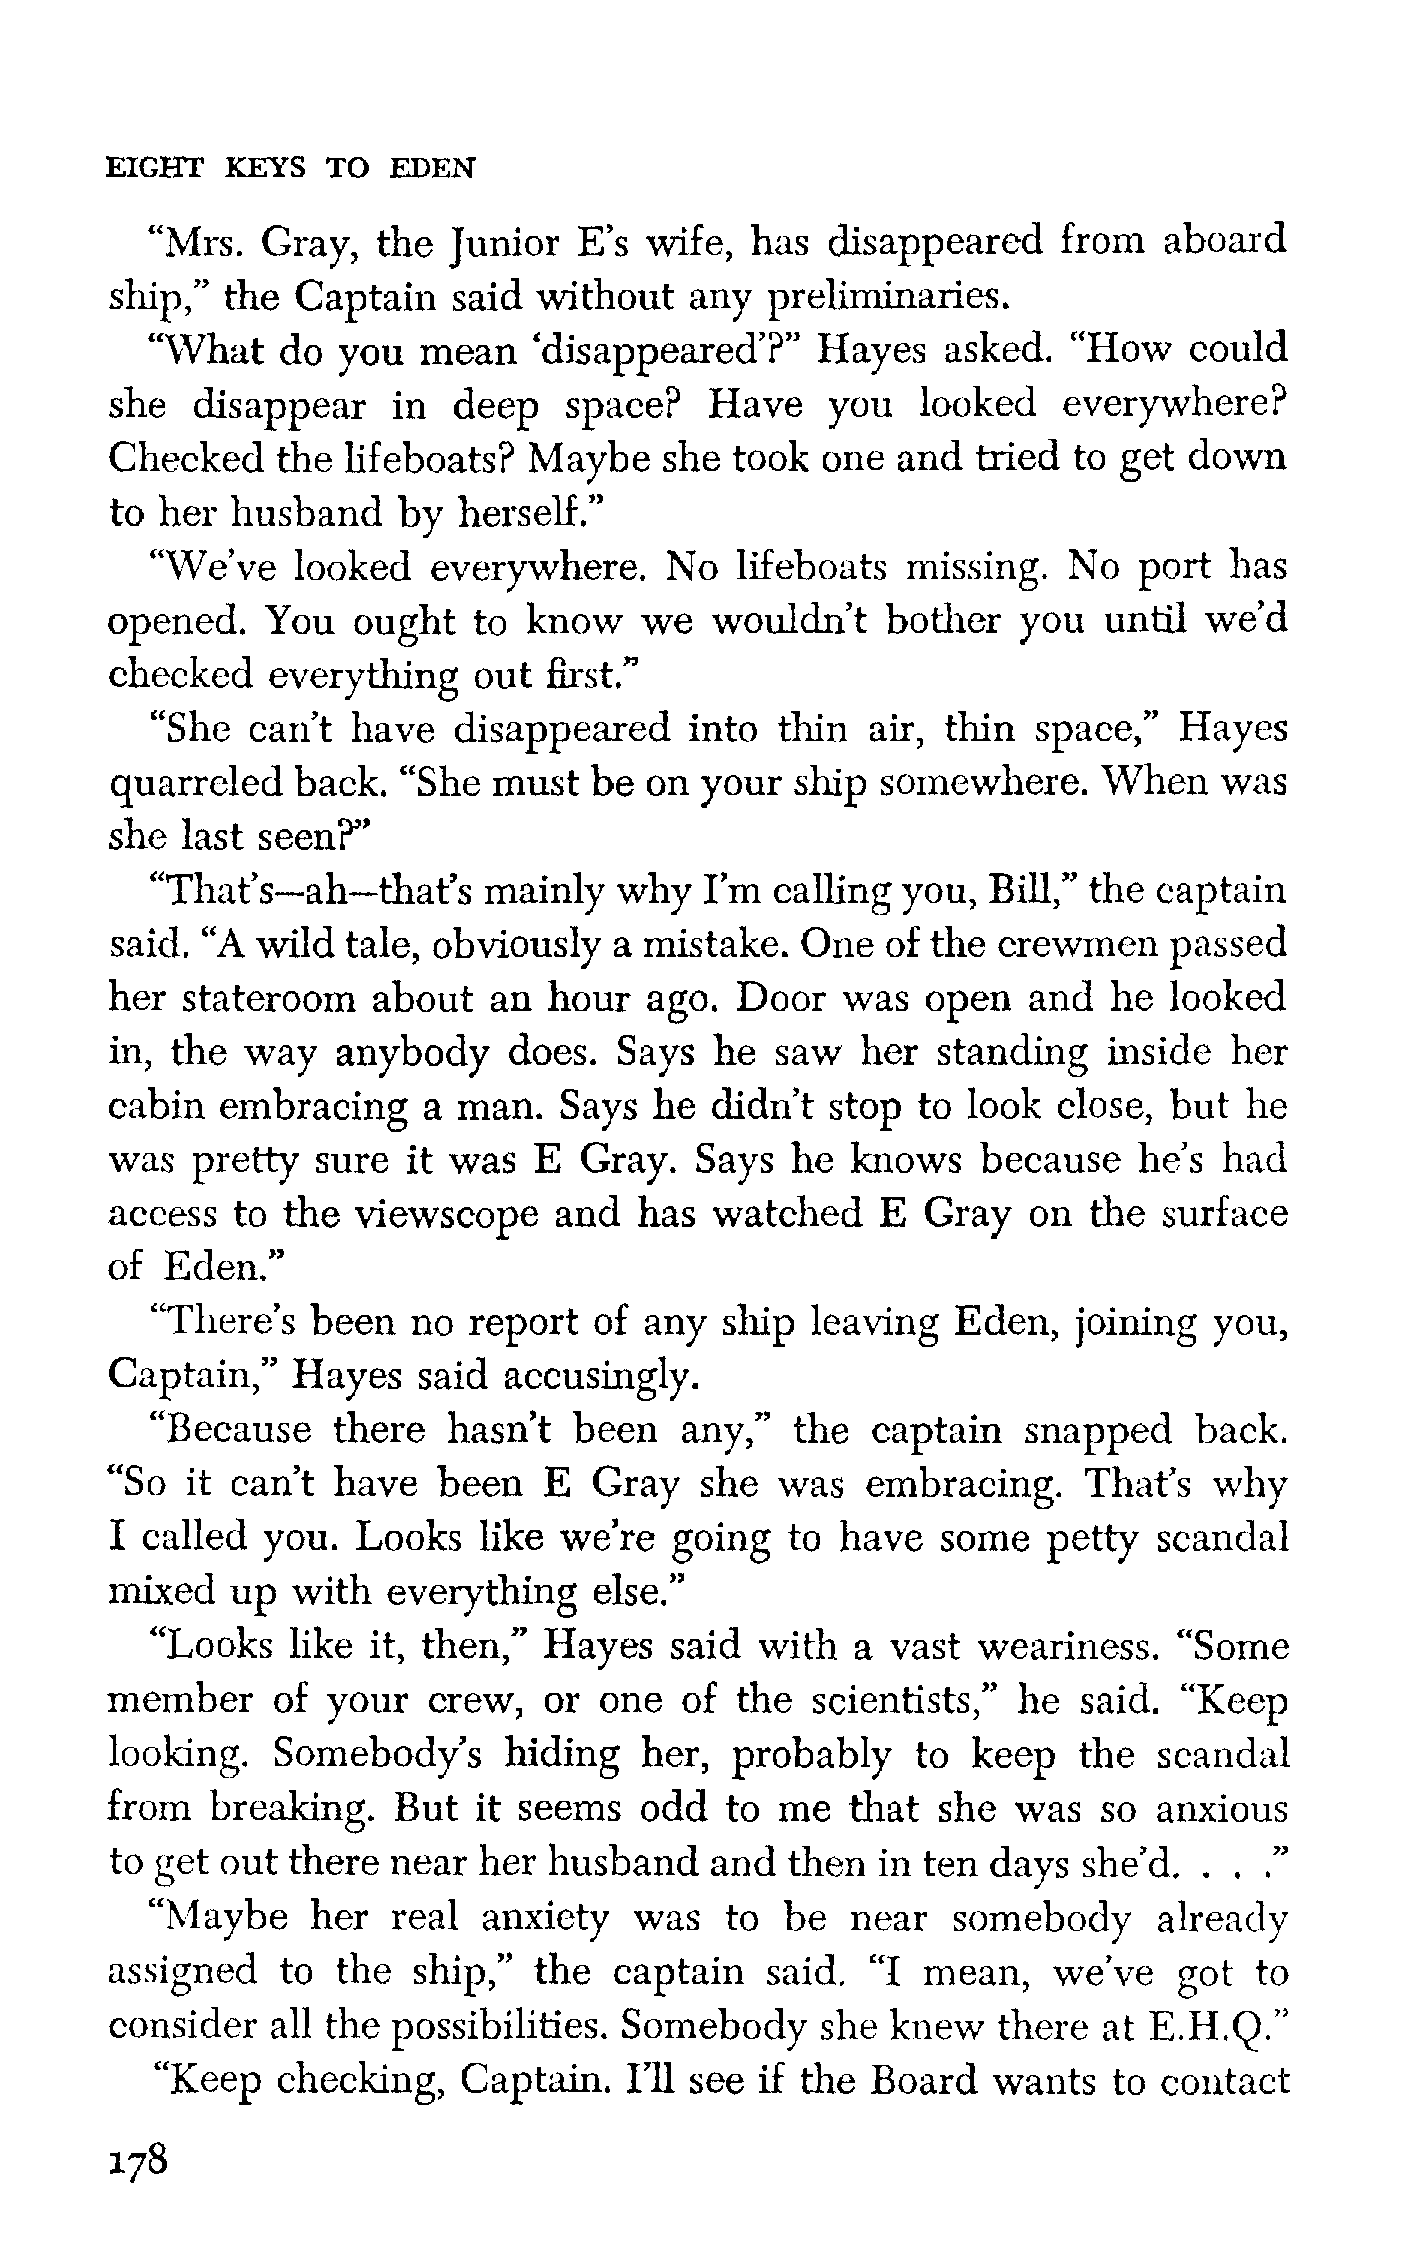 EIGHT KEYS TO EDEN
“Mrs. Gray, the Junior E’s wife, has disappeared from aboard
ship,” the Captain said without any preliminaries.
“What do you mean ‘disappeared’?” Hayes asked. “How could
she disappear in deep space? Have you looked everywhere?
Checked the lifeboats? Maybe she took one and tried to get down
to her husband by herself.”
“We’ve looked everywhere. No lifeboats missing. No port has
opened. You ought to know we wouldn’t bother you until we’d
checked everything out first.”
“She can’t have disappeared into thin air, thin space,” Hayes
quarreled back. “She must be on your ship somewhere. When was
she last seen?”
“That’s—ah—that’s mainly why I’m calling you, Bill,” the captain
said. “A wild tale, obviously a mistake. One of the crewmen passed
her stateroom about an hour ago. Door was open and he looked
in, the way anybody does. Says he saw her standing inside her
cabin embracing a man. Says he didn’t stop to look close, but he
was pretty sure it was E Gray. Says he knows because he’s had
access to the viewscope and has watched E Gray on the surface
of Eden.”
“There’s been no report of any ship leaving Eden, joining you,
Captain,” Hayes said accusingly.
“Because there hasn’t been any,” the captain snapped back.
“So it can’t have been E Gray she was embracing. That’s why
I called you. Looks like we’re going to have some petty scandal
mixed up with everything else.”
“Looks like it, then,” Hayes said with a vast weariness. “Some
member of your crew, or one of the scientists,” he said. “Keep
looking. Somebody’s hiding her, probably to keep the scandal
from breaking. But it seems odd to me that she was so anxious
to get out there near her husband and then in ten days she’d. . . .”
“Maybe her real anxiety was to be near somebody already
assigned to the ship,” the captain said. “I mean, we’ve got to
consider all the possibilities. Somebody she knew there at E.H.Q.”
“Keep checking, Captain. I’ll see if the Board wants to contact
178